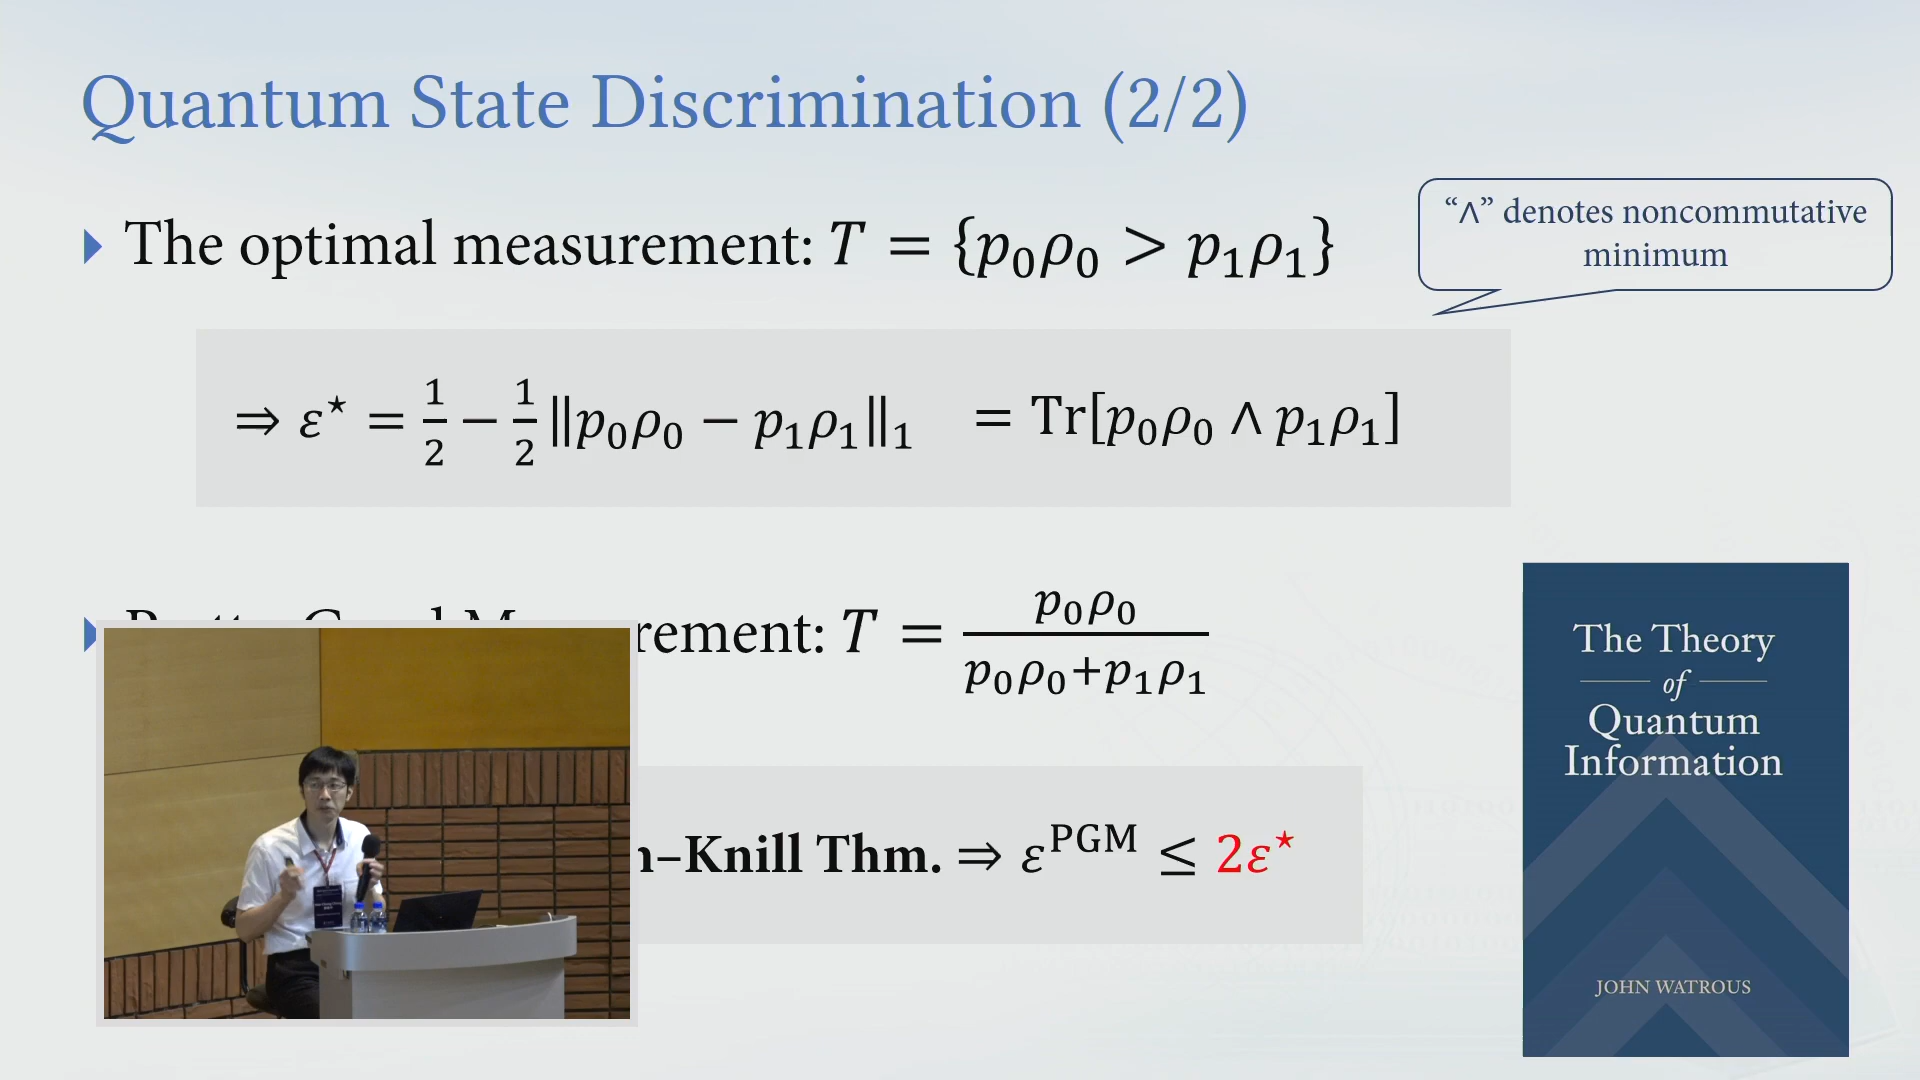 Quantum State Discrimination (2/2)
The optimal measurement: T = {p₀ρ₀ > p₁ρ₁}
“∧” denotes noncommutative
minimum
⇒ ε* = 1/2 − 1/2 ‖p₀ρ₀ − p₁ρ₁‖₁ = Tr[p₀ρ₀ ∧ p₁ρ₁]
rement: T = p₀ρ₀ / p₀ρ₀+p₁ρ₁
–Knill Thm. ⇒ ε^PGM ≤ 2ε*
The Theory
of
Quantum
Information
JOHN WATROUS